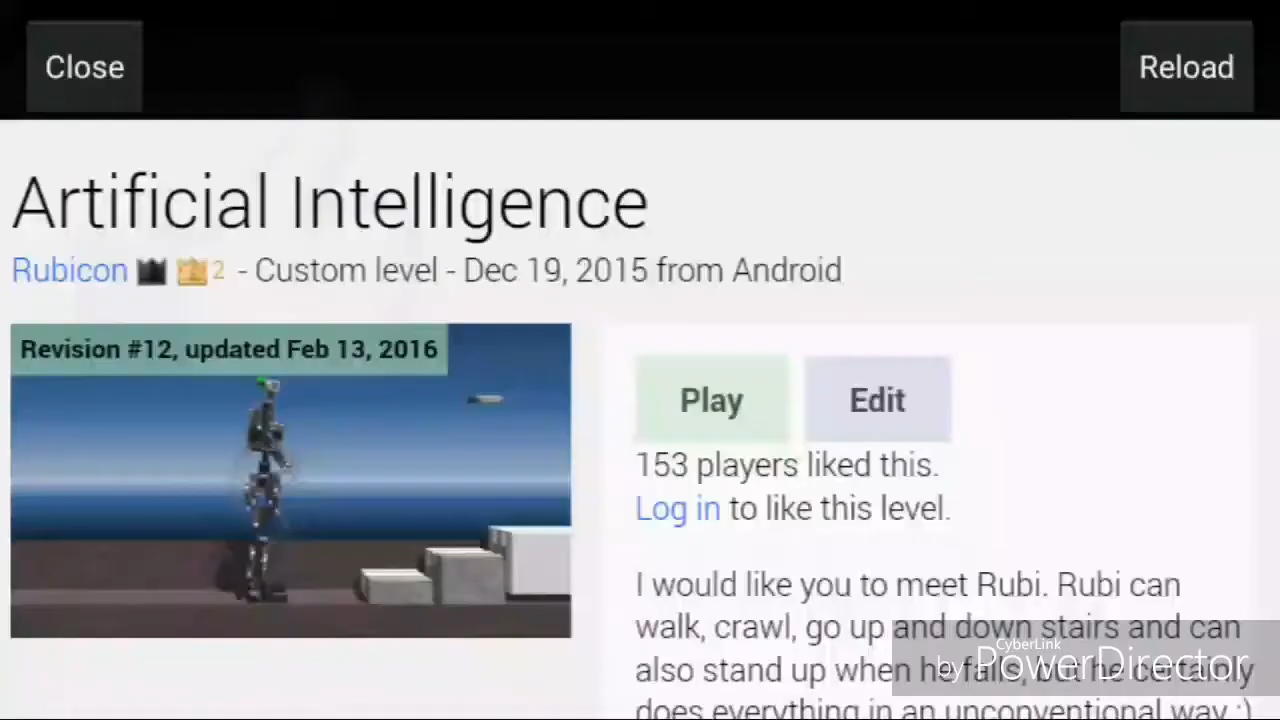 Close
Reload
Artificial Intelligence
Rubicon 2 - Custom level - Dec 19, 2015 from Android
Revision #12, updated Feb 13, 2016
Play
Edit
153 players liked this.
Log in to like this level.
I would like you to meet Rubi. Rubi can
walk, crawl, go up and down stairs and can
also stand up when he falls, but he certainly
does everything in an unconventional way :)
CyberLink
by PowerDirector